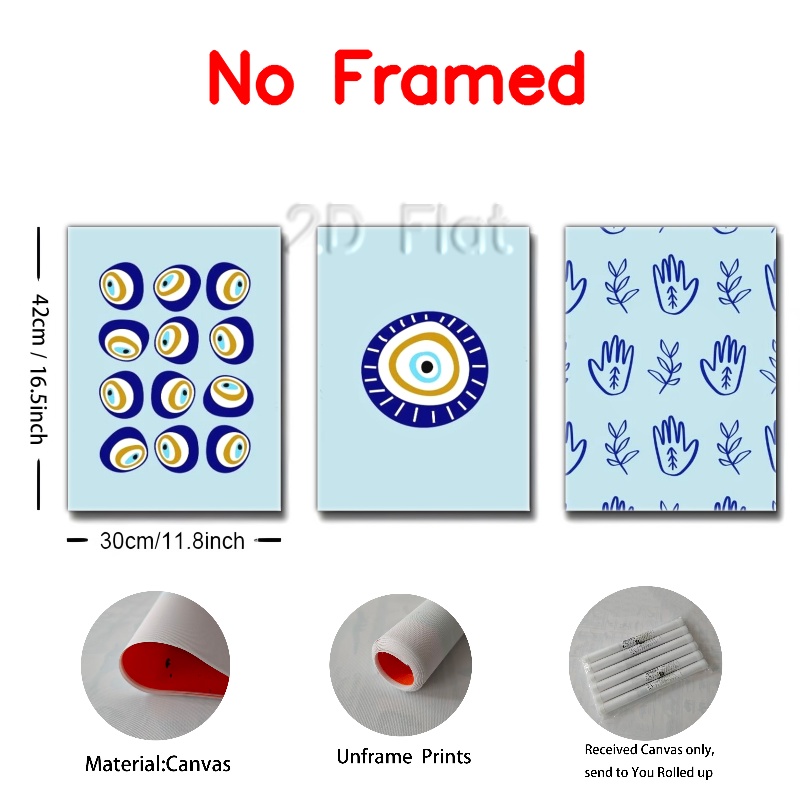 No Framed
2.D Flat
42cm / 16.5inch
30cm/11.8inch
Material:Canvas
Unframe Prints
Received Canvas only,
send to You Rolled up